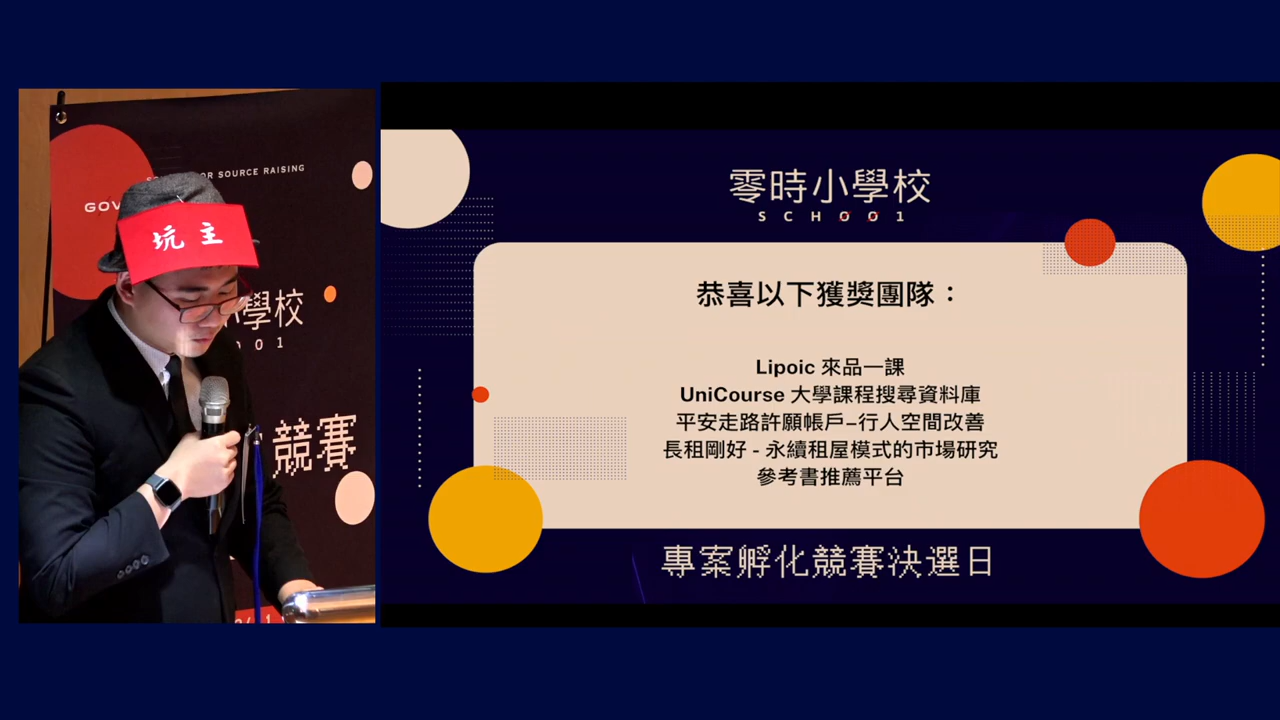 OR SOURCE RAISING
GOV
坑主
小學校
001
競賽
零時小學校
SCHOO1
恭喜以下獲獎團隊：
Lipoic 來品一課
UniCourse 大學課程搜尋資料庫
平安走路許願帳戶–行人空間改善
長租剛好 - 永續租屋模式的市場研究
參考書推薦平台
專案孵化競賽決選日